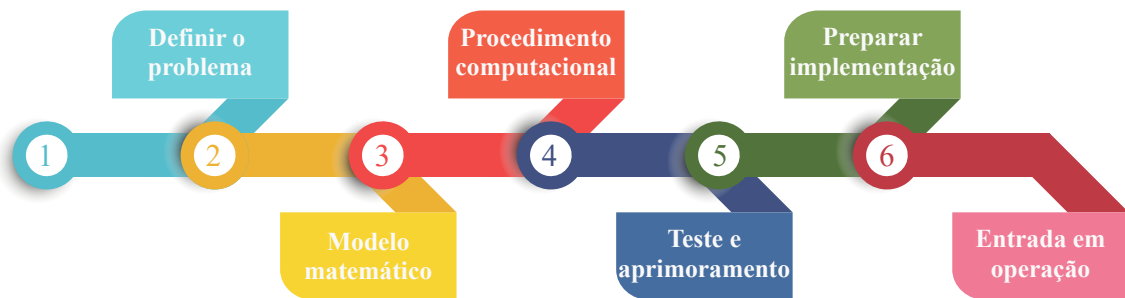 1
Definir o
problema
2
Modelo
matemático
3
Procedimento
computacional
4
Teste e
aprimoramento
5
Preparar
implementação
6
Entrada em
operação